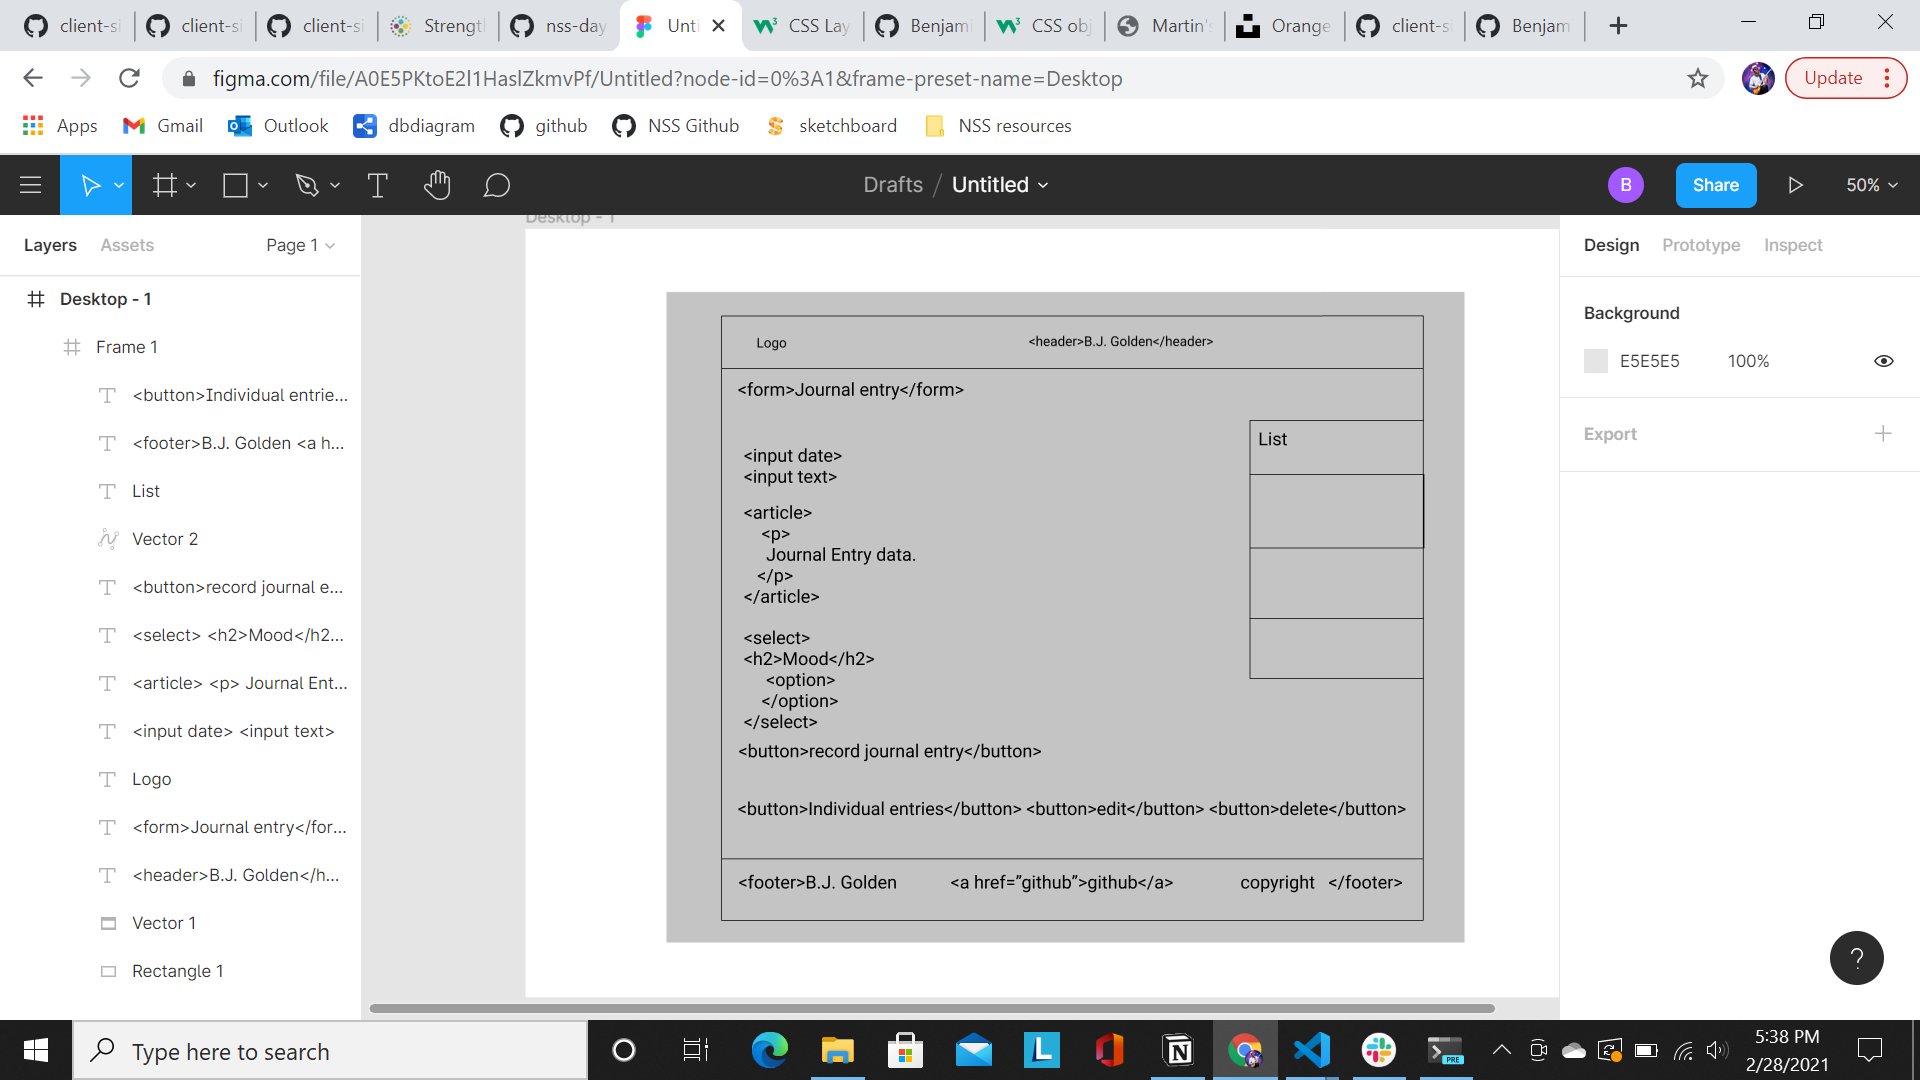 client-si
client-si
client-si
Strengtl
nss-day
Unti
CSS Lay
Benjami
CSS obj
Martin's
Orange
client-si
Benjam
figma.com/file/A0E5PKtoE2l1HaslZkmvPf/Untitled?node-id=0%3A1&frame-preset-name=Desktop
Update
Apps
Gmail
Outlook
dbdiagram
github
NSS Github
sketchboard
NSS resources
Drafts / Untitled
B
Share
50%
Layers
Assets
Page 1
Desktop - 1
Frame 1
<button>Individual entrie...
<footer>B.J. Golden <a h...
List
Vector 2
<button>record journal e...
<select> <h2>Mood</h2...
<article> <p> Journal Ent...
<input date> <input text>
Logo
<form>Journal entry</for...
<header>B.J. Golden</h...
Vector 1
Rectangle 1
Desktop - 1
Logo
<header>B.J. Golden</header>
<form>Journal entry</form>
List
<input date>
<input text>
<article>
<p>
Journal Entry data.
</p>
</article>
<select>
<h2>Mood</h2>
<option>
</option>
</select>
<button>record journal entry</button>
<button>Individual entries</button> <button>edit</button> <button>delete</button>
<footer>B.J. Golden <a href=”github”>github</a> copyright </footer>
Design
Prototype
Inspect
Background
E5E5E5 100%
Export
?
Type here to search
5:38 PM
2/28/2021